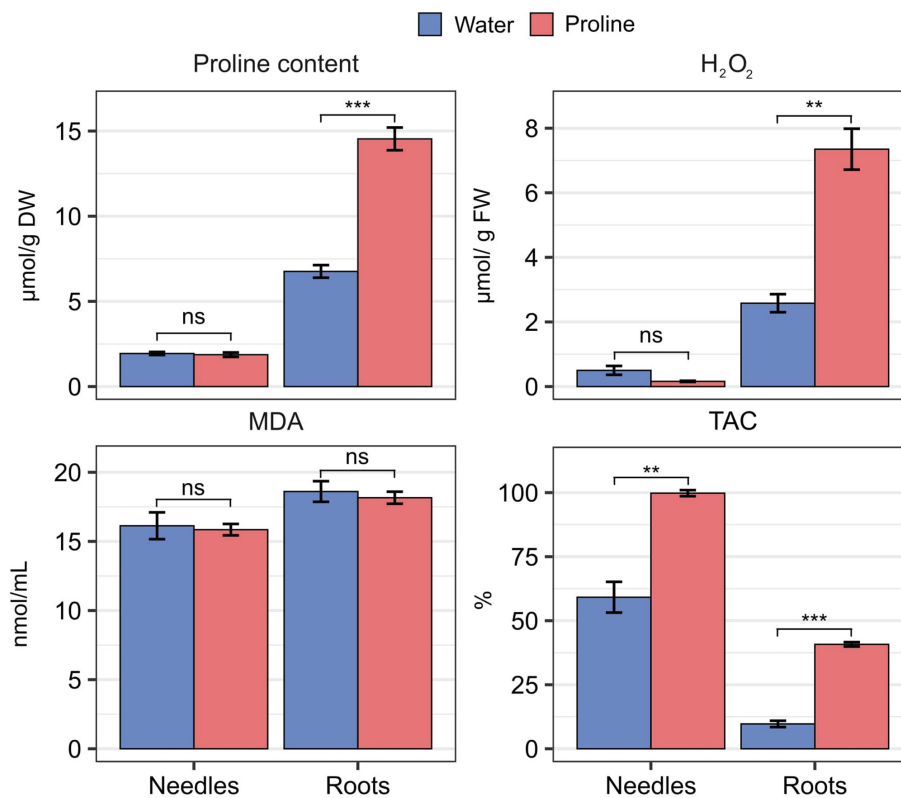 Water Proline
Proline content
μmol/g DW
15
10
5
0
ns
***
H₂O₂
μmol/ g FW
8
6
4
2
0
ns
**
MDA
nmol/mL
20
15
10
5
0
ns
ns
Needles Roots
TAC
%
100
75
50
25
0
**
***
Needles Roots